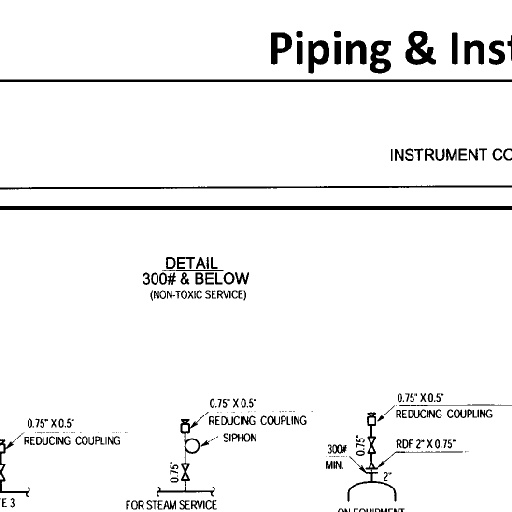 Piping & Inst
INSTRUMENT CO
DETAIL
300# & BELOW
(NON-TOXIC SERVICE)
0.75" X 0.5"
REDUCING COUPLING
E 3
0.75" X 0.5"
REDUCING COUPLING
SIPHON
0.75"
FOR STEAM SERVICE
0.75" X 0.5"
REDUCING COUPLING
0.75"
300#
MIN.
RDF 2" X 0.75"
2"
ON EQUIPMENT